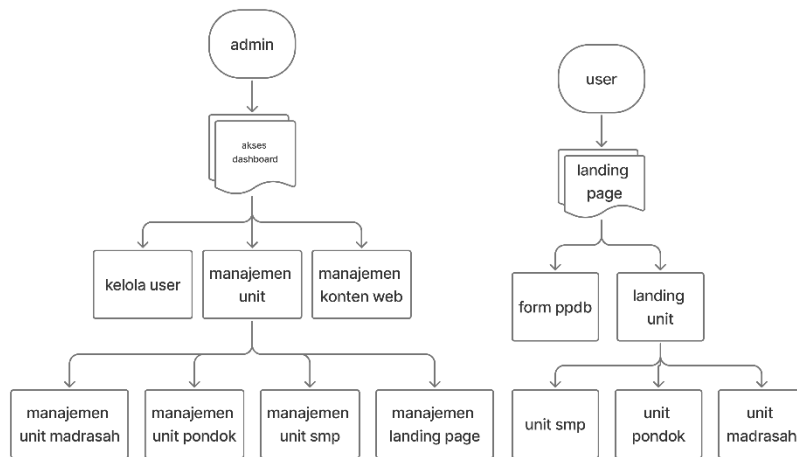 admin
akses
dashboard
kelola user
manajemen
unit
manajemen
konten web
manajemen
unit madrasah
manajemen
unit pondok
manajemen
unit smp
manajemen
landing page
user
landing
page
form ppdb
landing
unit
unit smp
unit
pondok
unit
madrasah